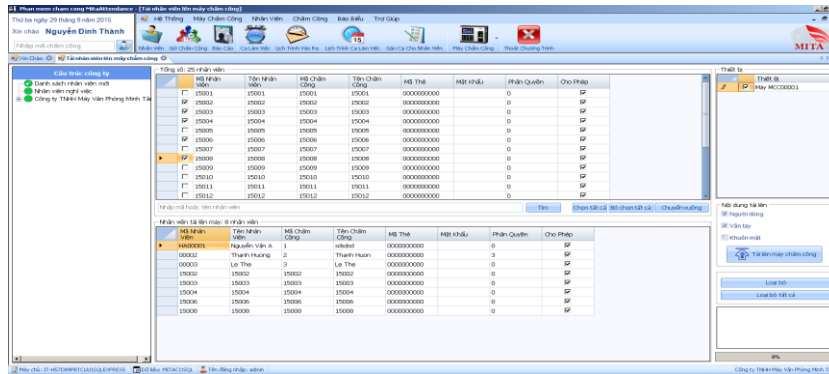 Phan mem cham cong MitaAttendance - [Tải nhân viên lên máy chấm công]
Thứ ba ngày 29 tháng 9 năm 2015
Hệ Thống Máy Chấm Công Nhân Viên Chấm Công Báo Biểu Trợ Giúp
Xin chào Nguyễn Đình Thành
Nhập mã chấm công
Nhân Viên Giờ Chấm Công Báo Cáo Ca Làm Việc Lịch Trình Vào Ra Lịch Trình Ca Làm Việc Gán Ca Cho Nhân Viên Máy Chấm Công Thoát Chương Trình
MITA
Xin Chào Tải nhân viên lên máy chấm công
Cấu trúc công ty
Danh sách nhân viên mới
Nhân viên nghỉ việc
Công ty TNHH Máy Văn Phòng Minh Tâ
Tổng số: 25 nhân viên
Mã Nhân Viên Tên Nhân Viên Mã Chấm Công Tên Chấm Công Mã Thẻ Mật khẩu Phân Quyền Cho Phép
15001 15001 15001 15001 0000000000 0
15002 15002 15002 15002 0000000000 0
15003 15003 15003 15003 0000000000 0
15004 15004 15004 15004 0000000000 0
15005 15005 15005 15005 0000000000 0
15006 15006 15006 15006 0000000000 0
15007 15007 15007 15007 0000000000 0
15008 15008 15008 15008 0000000000 0
15009 15009 15009 15009 0000000000 0
15010 15010 15010 15010 0000000000 0
15011 15011 15011 15011 0000000000 0
15012 15012 15012 15012 0000000000 0
Nhập mã hoặc tên nhân viên
Tìm Chọn tất cả Bỏ chọn tất cả Chuyển xuống
Nhân viên tải lên máy: 8 nhân viên
Mã Nhân Viên Tên Nhân Viên Mã Chấm Công Tên Chấm Công Mã Thẻ Mật khẩu Phân Quyền Cho Phép
HA00001 Nguyễn Văn A 1 0000000000 0
00002 Thanh Huong 2 Thanh Huon 0000000000 3
00003 Le The 3 Le The 0000000000 0
15002 15002 15002 15002 0000000000 0
15003 15003 15003 15003 0000000000 0
15004 15004 15004 15004 0000000000 0
15006 15006 15006 15006 0000000000 0
15008 15008 15008 15008 0000000000 0
Thiết bị
Thiết Bị
May MCC00001
Nội dung tải lên
Người dùng
Vân tay
Khuôn mặt
Tải lên máy chấm công
Loại bỏ
Loại bỏ tất cả
0%
Dữ liệu: METACOSQL Tên đăng nhập: admin
Công ty TNHH Máy Văn Phòng Minh T